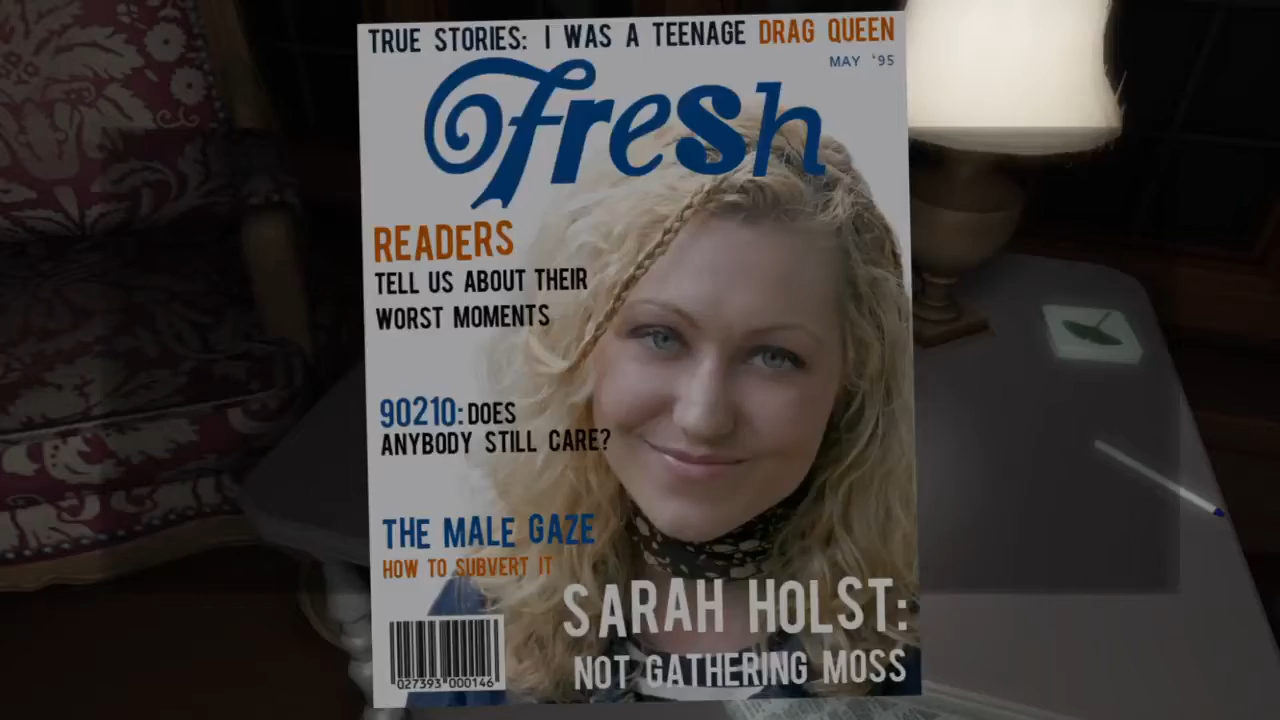 TRUE STORIES: I WAS A TEENAGE DRAG QUEEN
MAY '95
Fresh
READERS
TELL US ABOUT THEIR
WORST MOMENTS
90210: DOES
ANYBODY STILL CARE?
THE MALE GAZE
HOW TO SUBVERT IT
SARAH HOLST:
NOT GATHERING MOSS
027393 000146